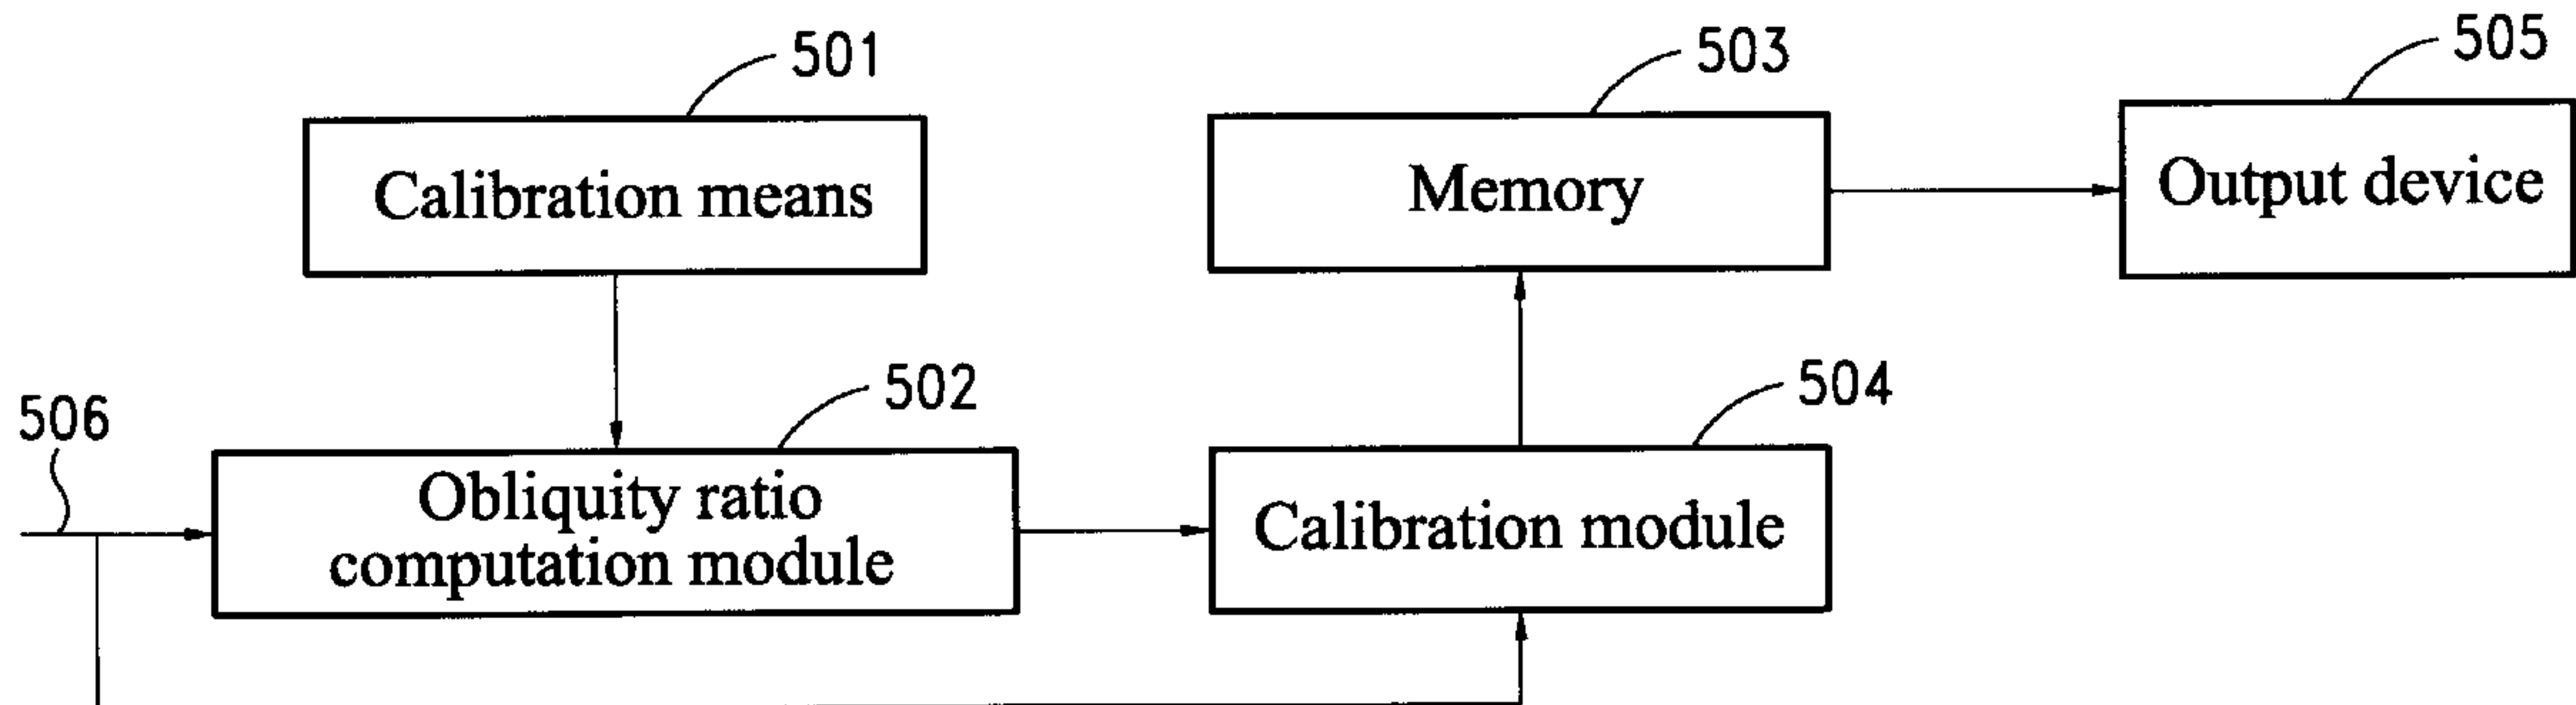 501
503
505
Calibration means
Memory
Output device
506
502
504
Obliquity ratio
computation module
Calibration module